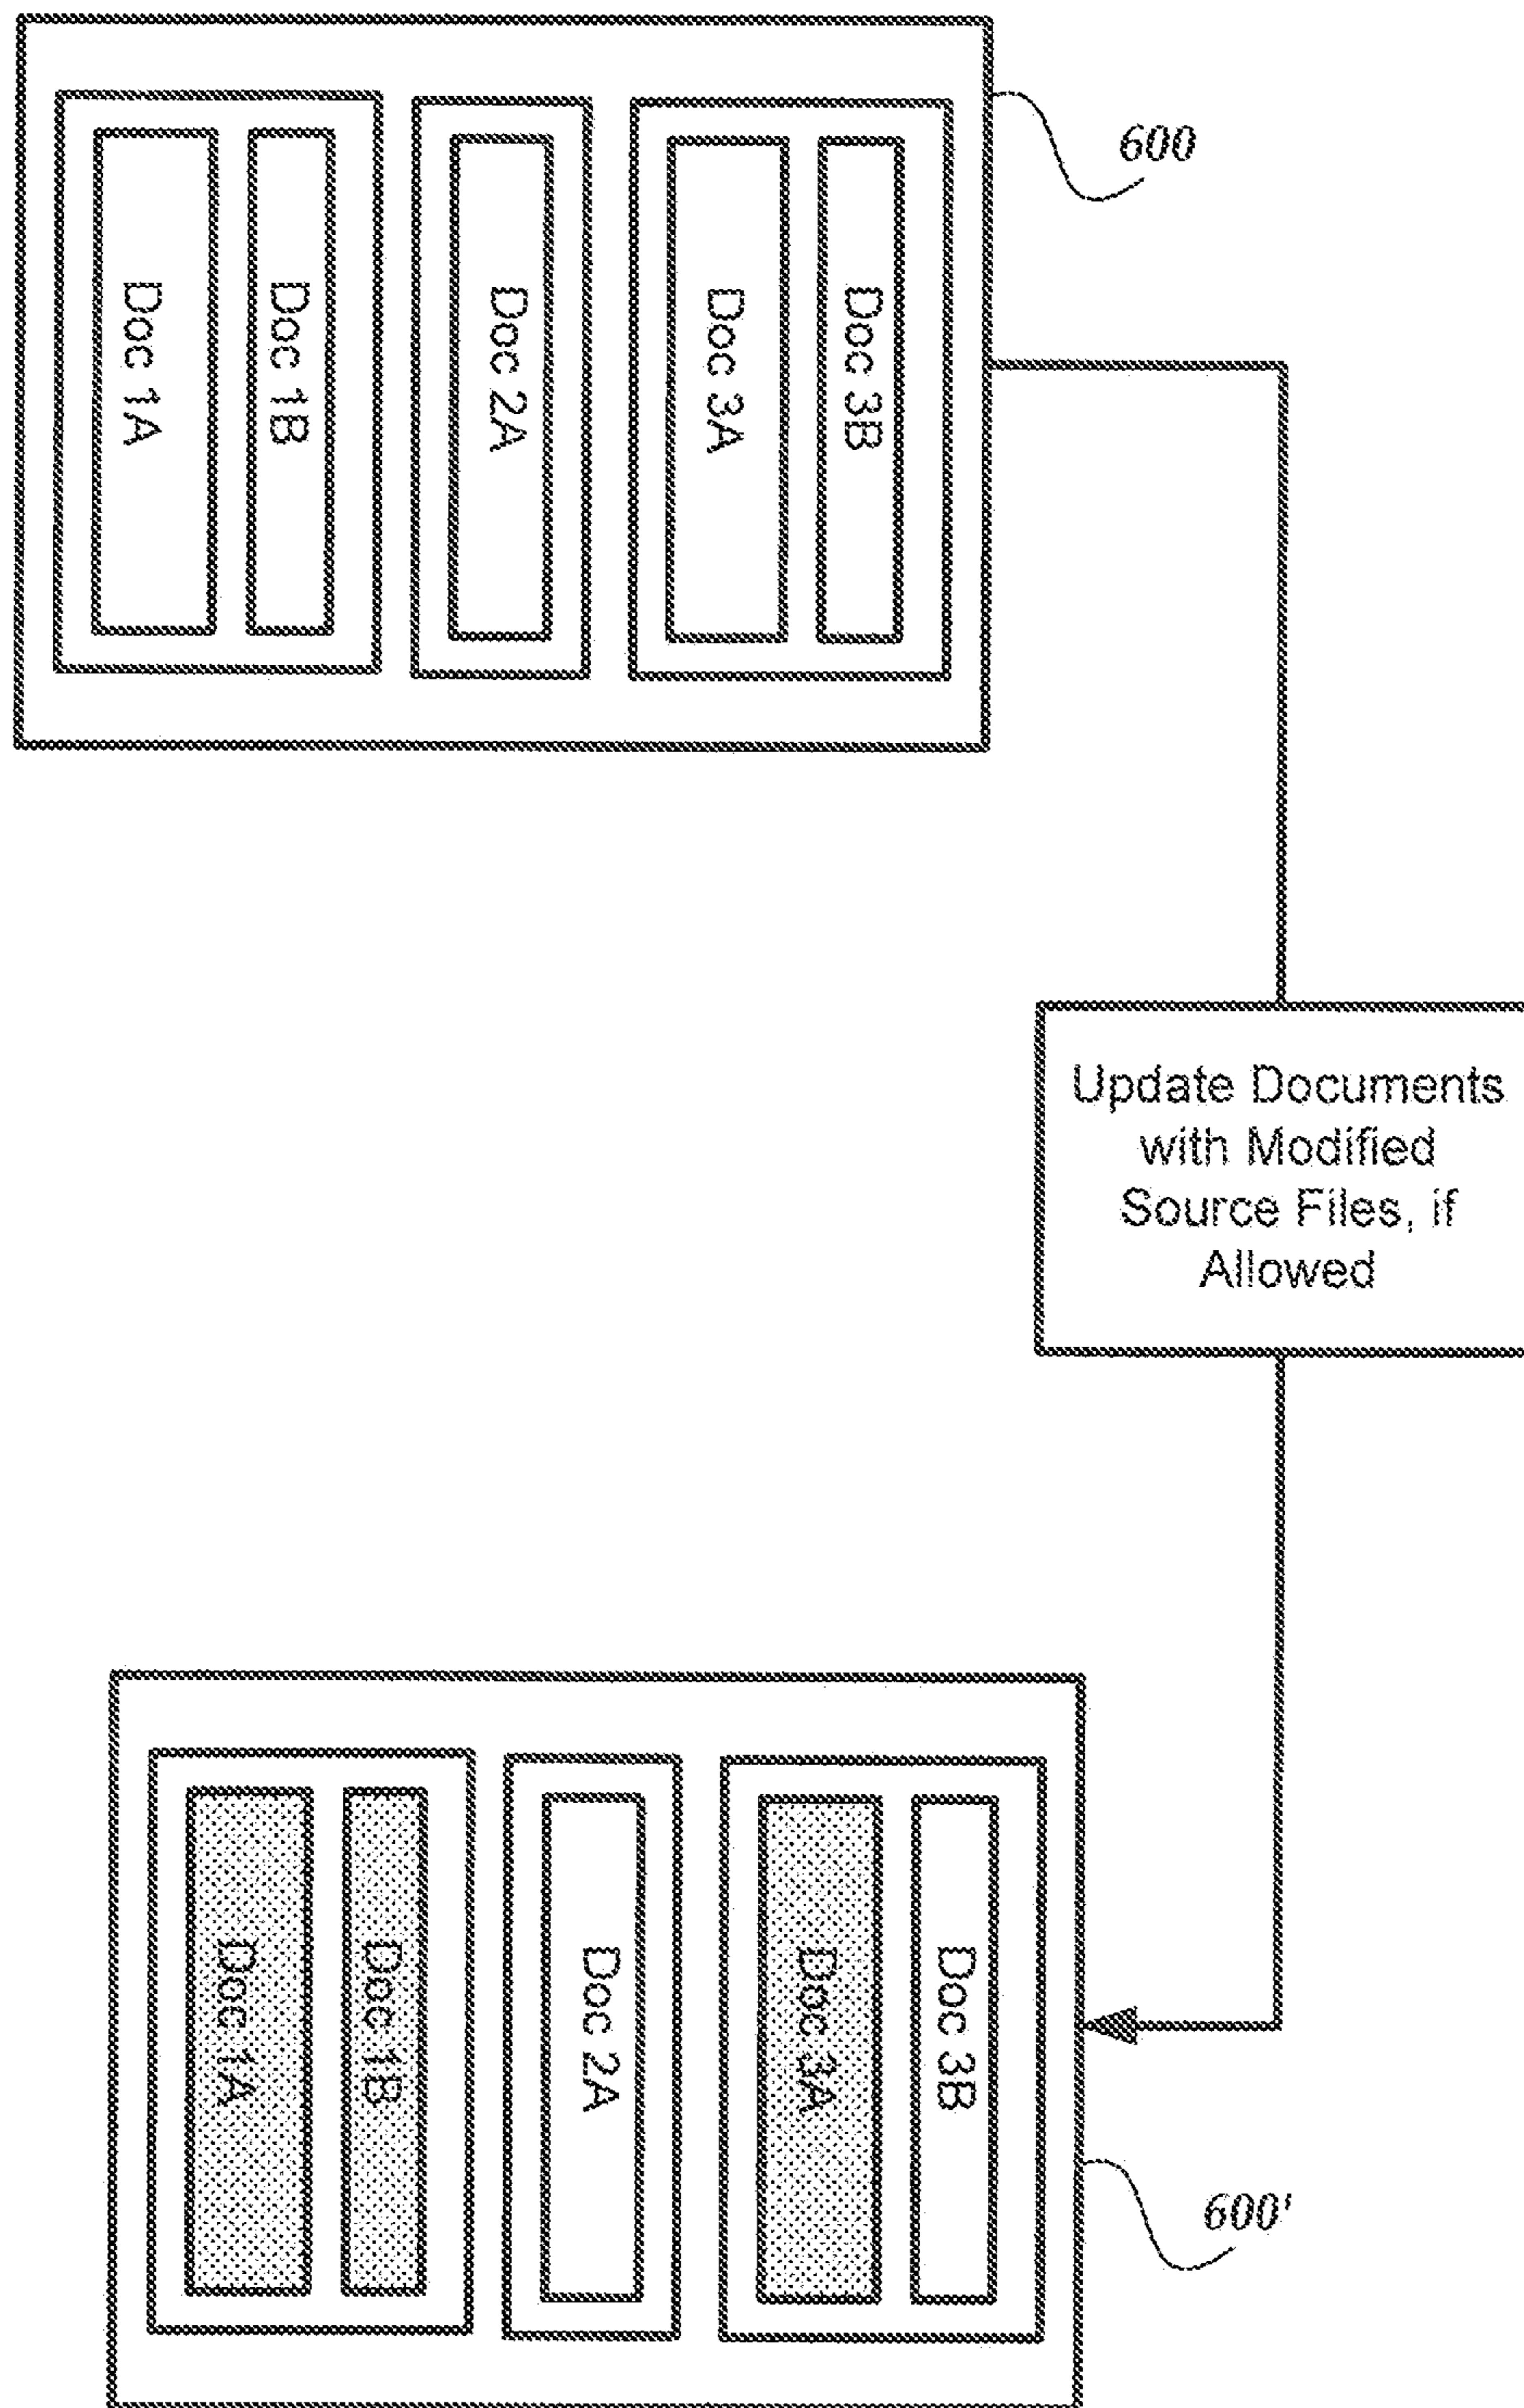 600
Doc 1A
Doc 1B
Doc 2A
Doc 3A
Doc 3B
Update Documents
with Modified
Source Files, if
Allowed
Doc 1A
Doc 1B
Doc 2A
Doc 3A
Doc 3B
600'